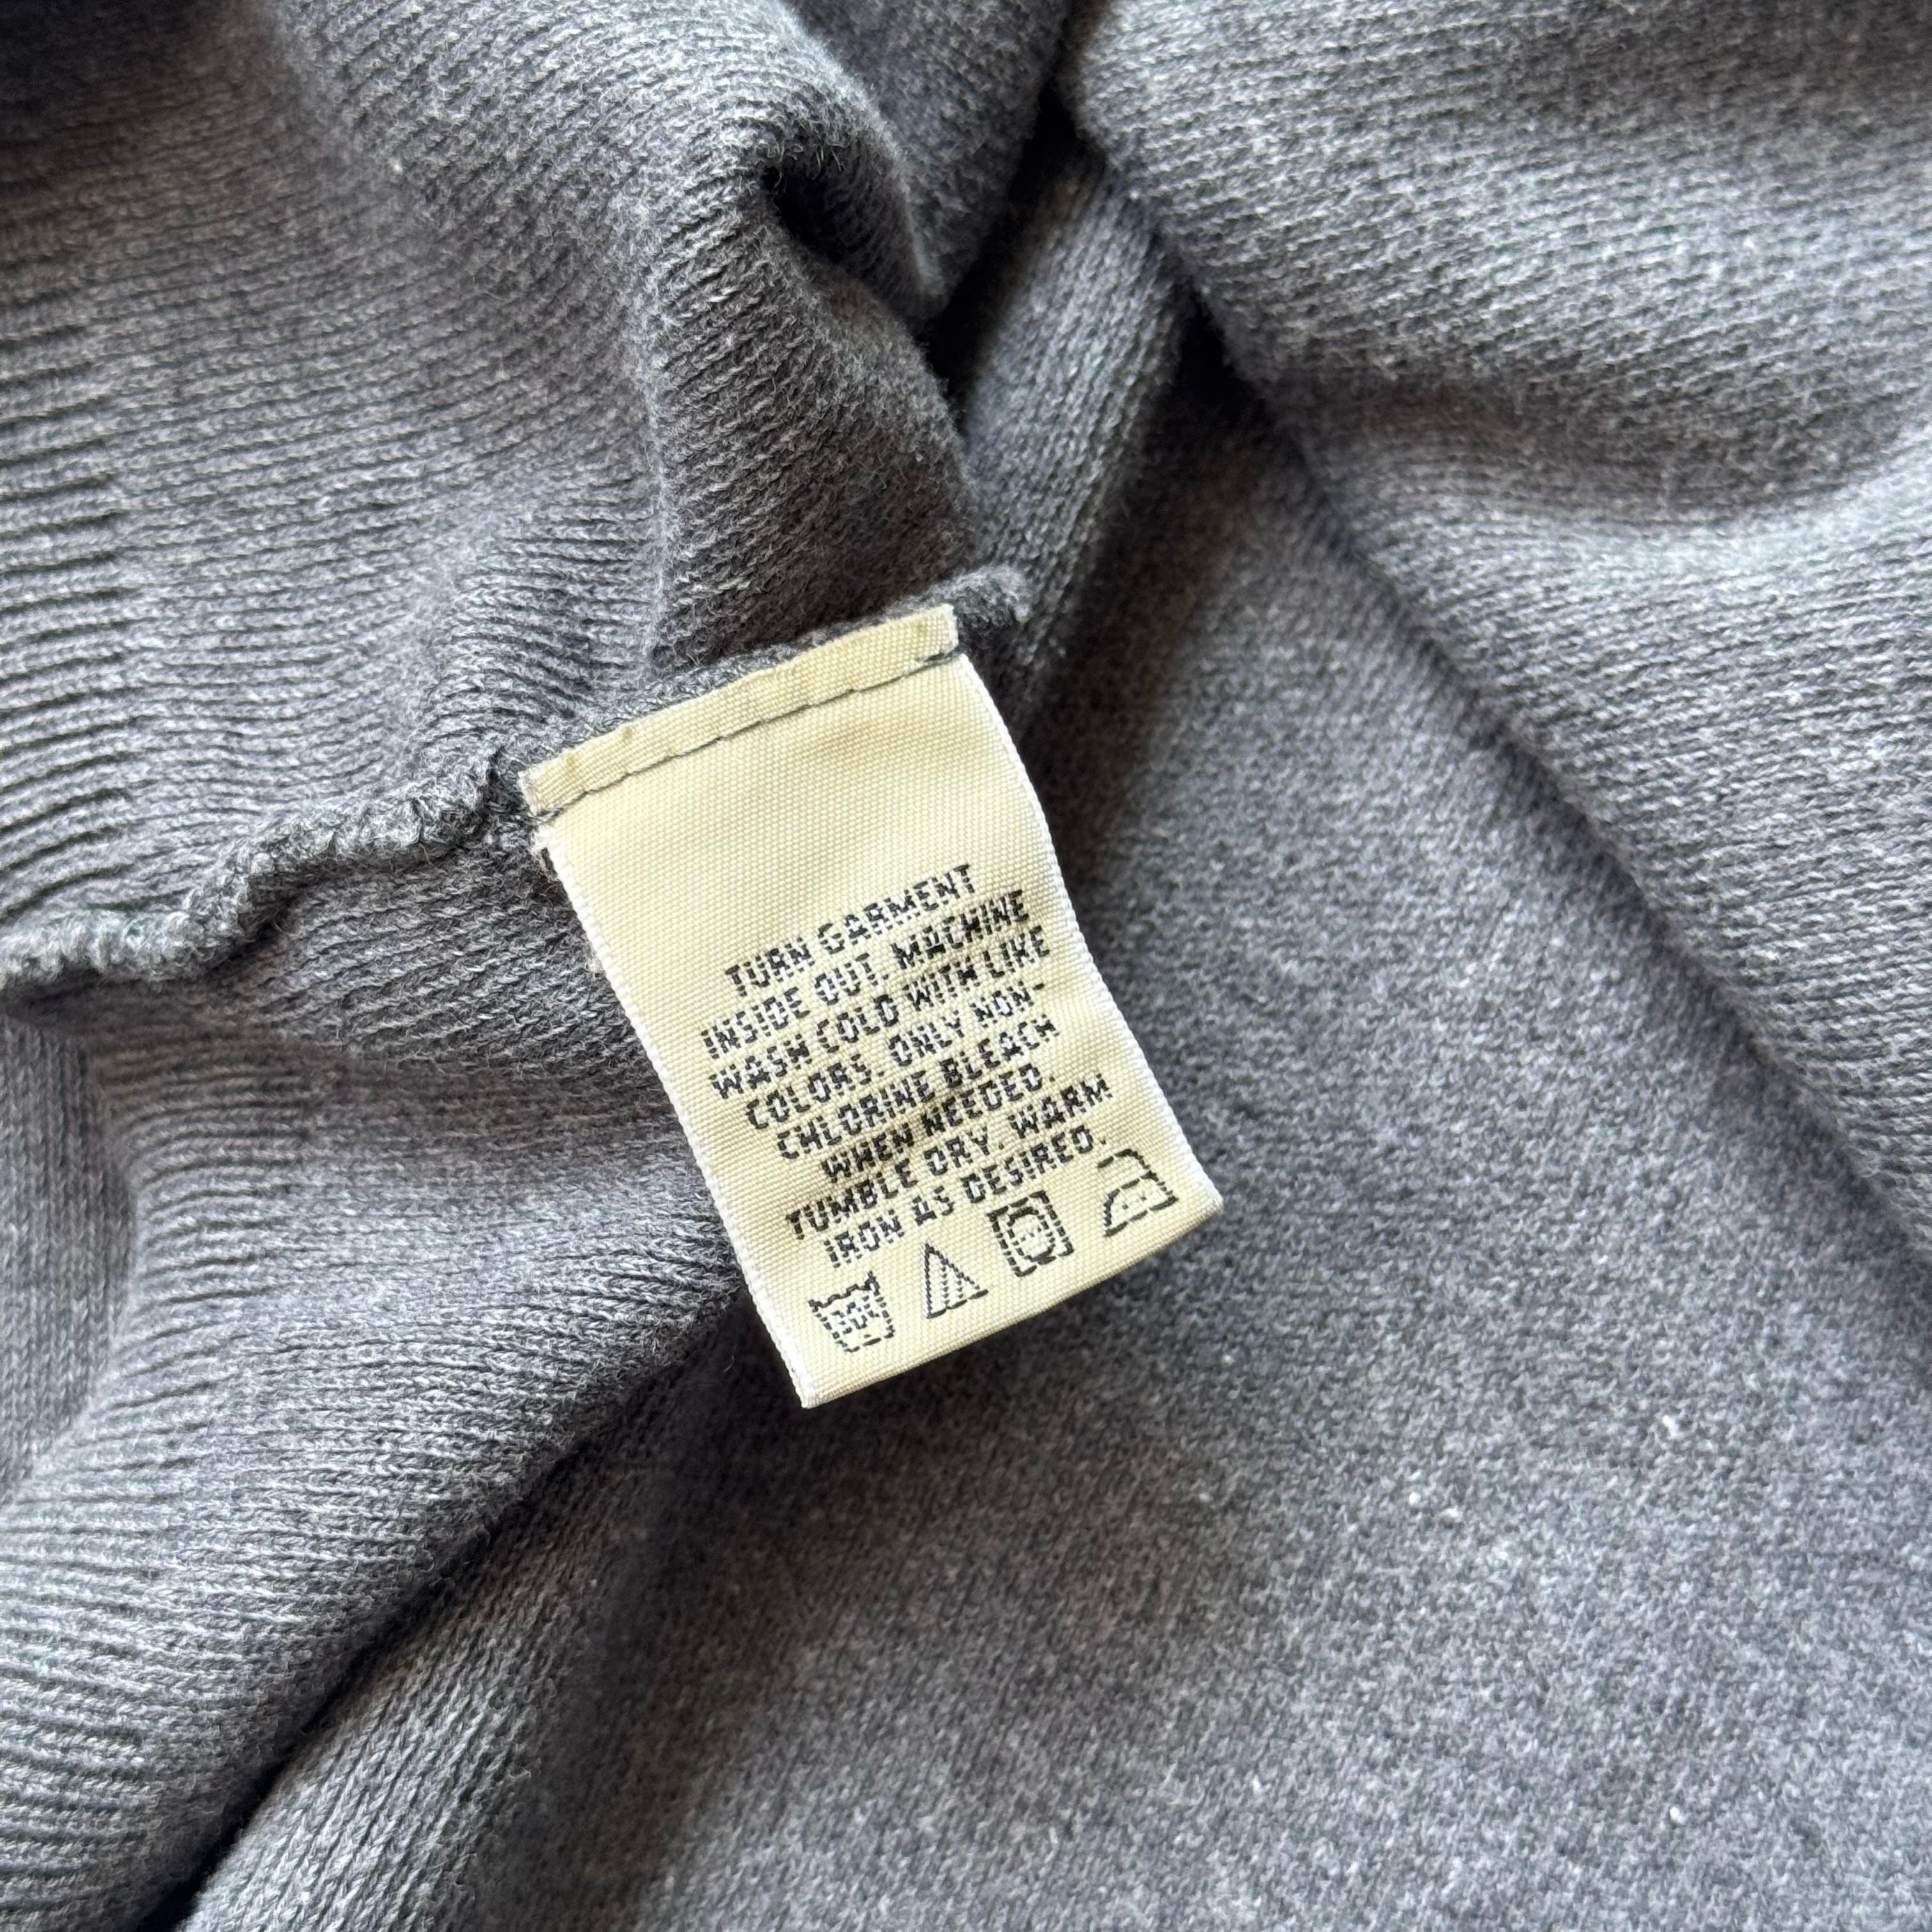 TURN GARMENT
INSIDE OUT. MACHINE
WASH COLD WITH LIKE
COLORS. ONLY NON-
CHLORINE BLEACH
WHEN NEEDED.
TUMBLE DRY. WARM
IRON AS DESIRED.
30